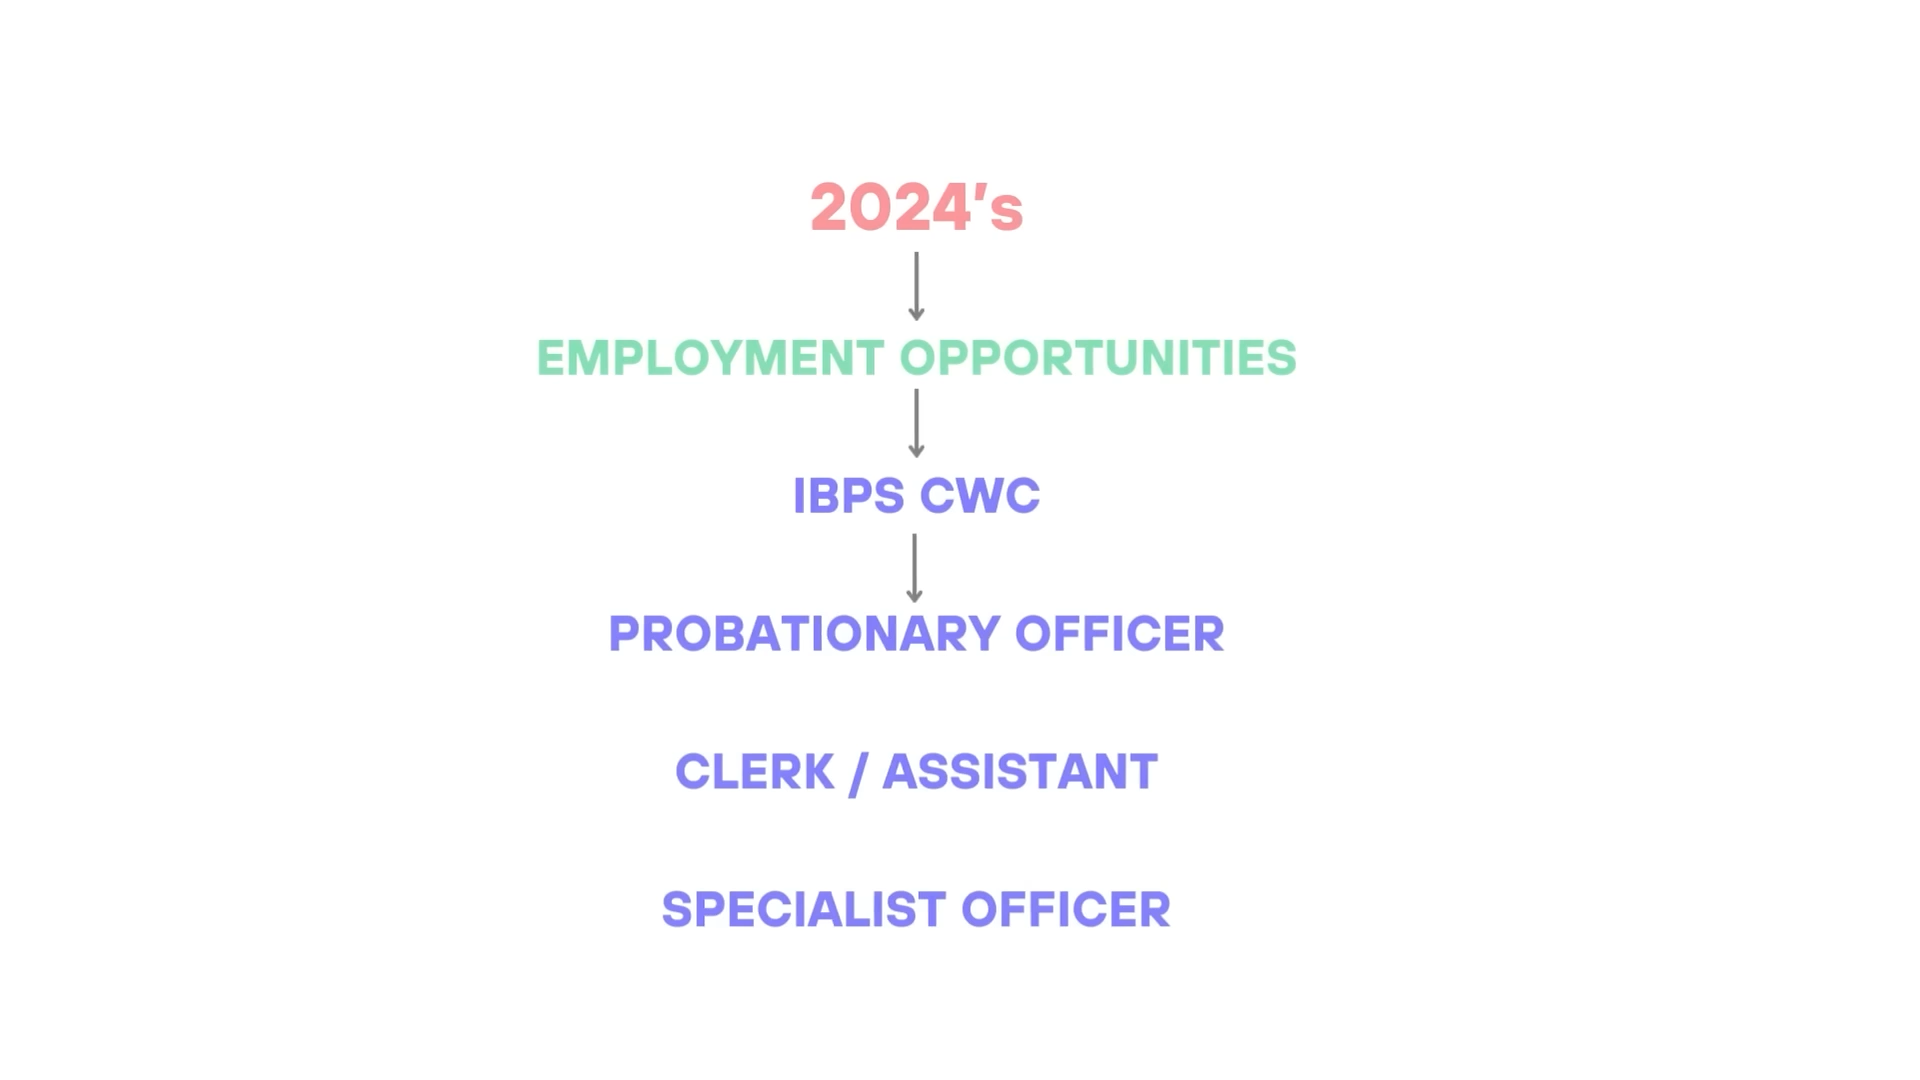 2024's
EMPLOYMENT OPPORTUNITIES
IBPS CWC
PROBATIONARY OFFICER
CLERK / ASSISTANT
SPECIALIST OFFICER